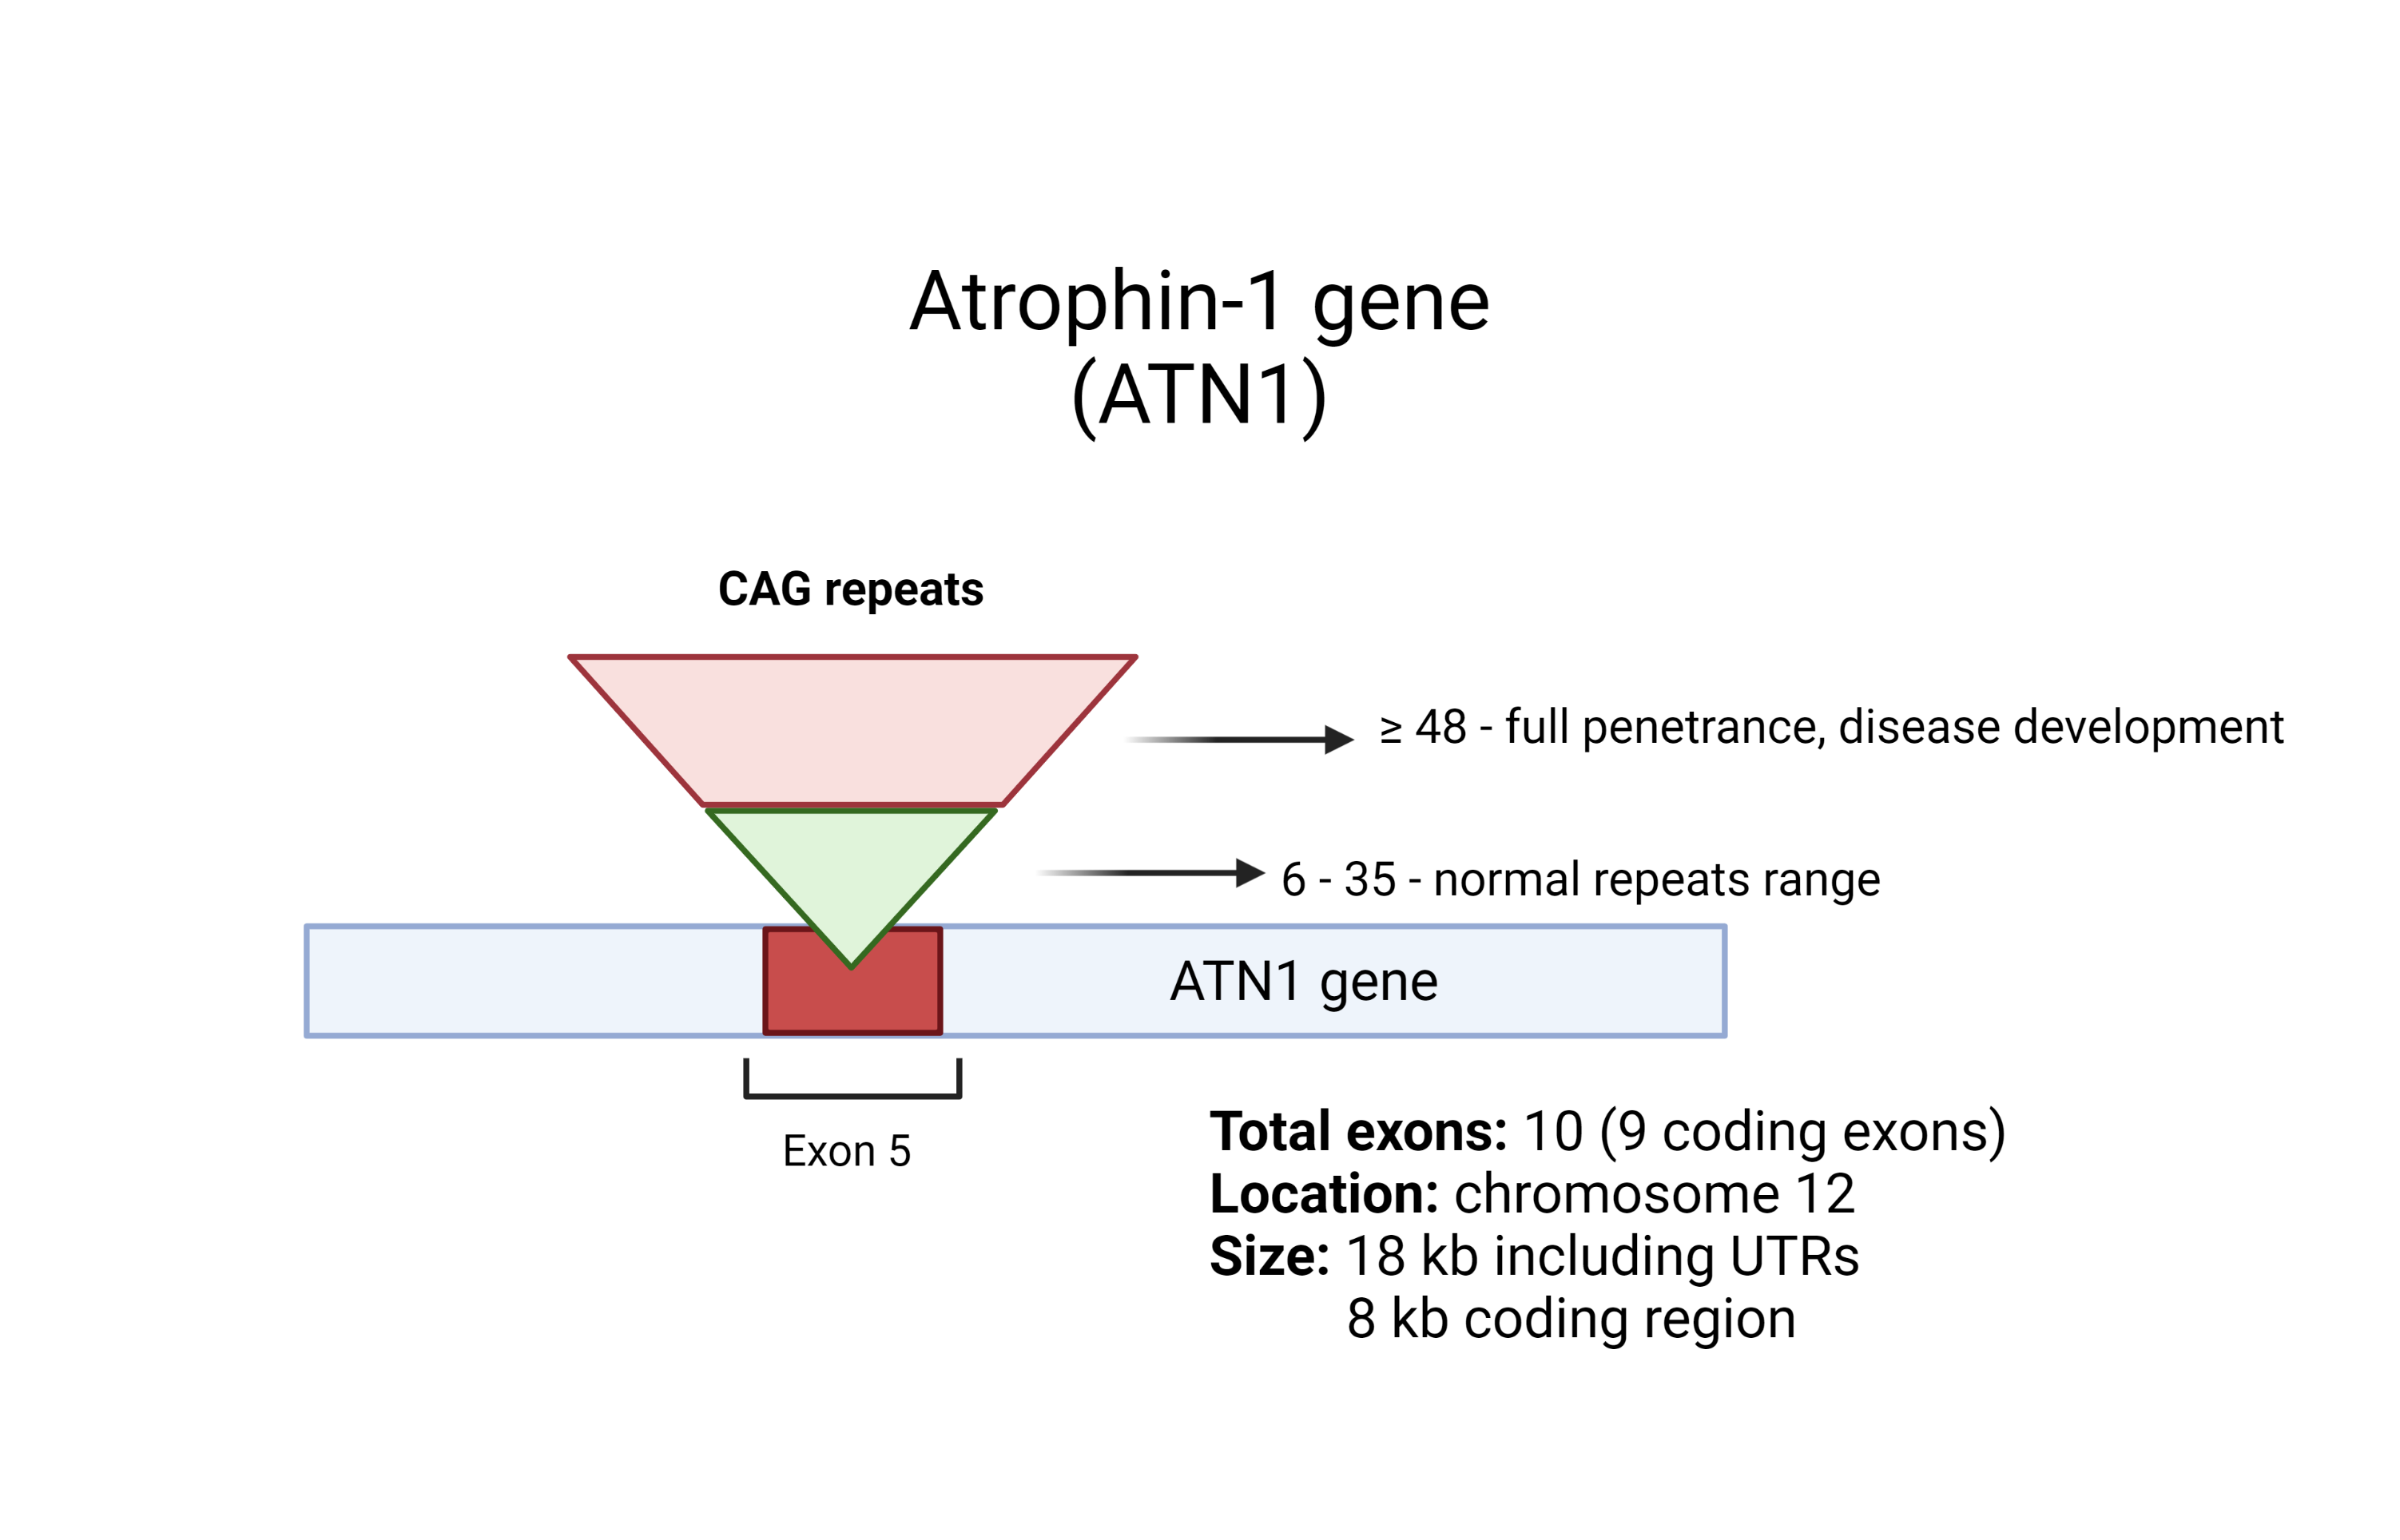 Atrophin-1 gene
(ATN1)
CAG repeats
≥ 48 - full penetrance, disease development
6 - 35 - normal repeats range
ATN1 gene
Exon 5
Total exons: 10 (9 coding exons)
Location: chromosome 12
Size: 18 kb including UTRs
8 kb coding region